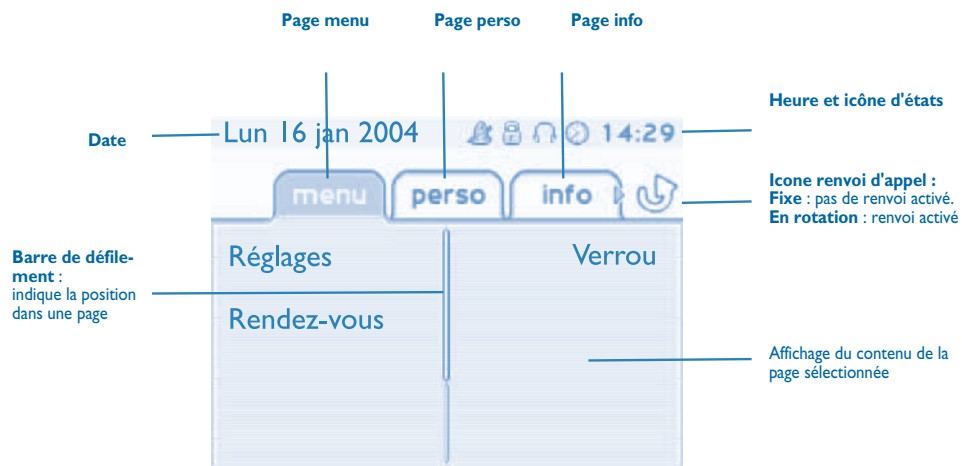 Page menu
Page perso
Page info
Heure et icône d'états
Date
Lun 16 jan 2004
14:29
menu
perso
info
Icone renvoi d'appel :
Fixe : pas de renvoi activé.
En rotation : renvoi activé
Barre de défile-
ment :
indique la position
dans une page
Réglages
Verrou
Rendez-vous
Affichage du contenu de la
page sélectionnée